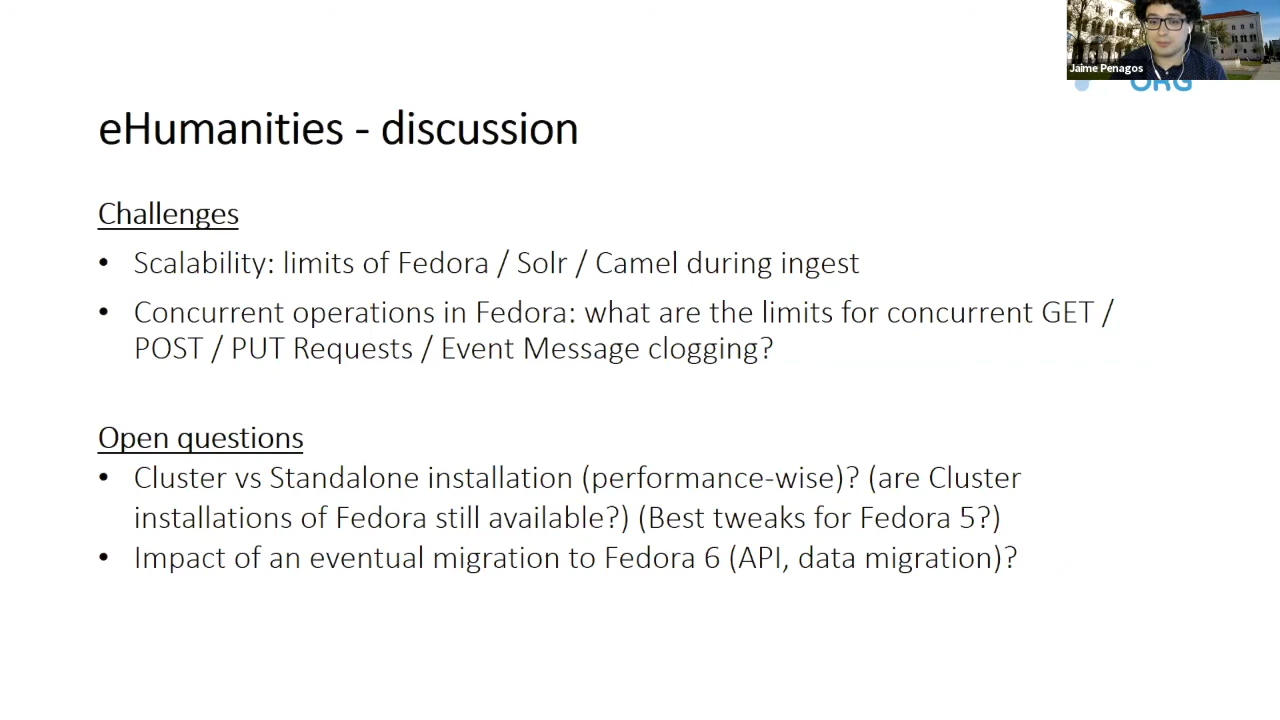 Jaime Penagos
ORG
eHumanities - discussion
Challenges
• Scalability: limits of Fedora / Solr / Camel during ingest
• Concurrent operations in Fedora: what are the limits for concurrent GET /
POST / PUT Requests / Event Message clogging?
Open questions
• Cluster vs Standalone installation (performance-wise)? (are Cluster
installations of Fedora still available?) (Best tweaks for Fedora 5?)
• Impact of an eventual migration to Fedora 6 (API, data migration)?